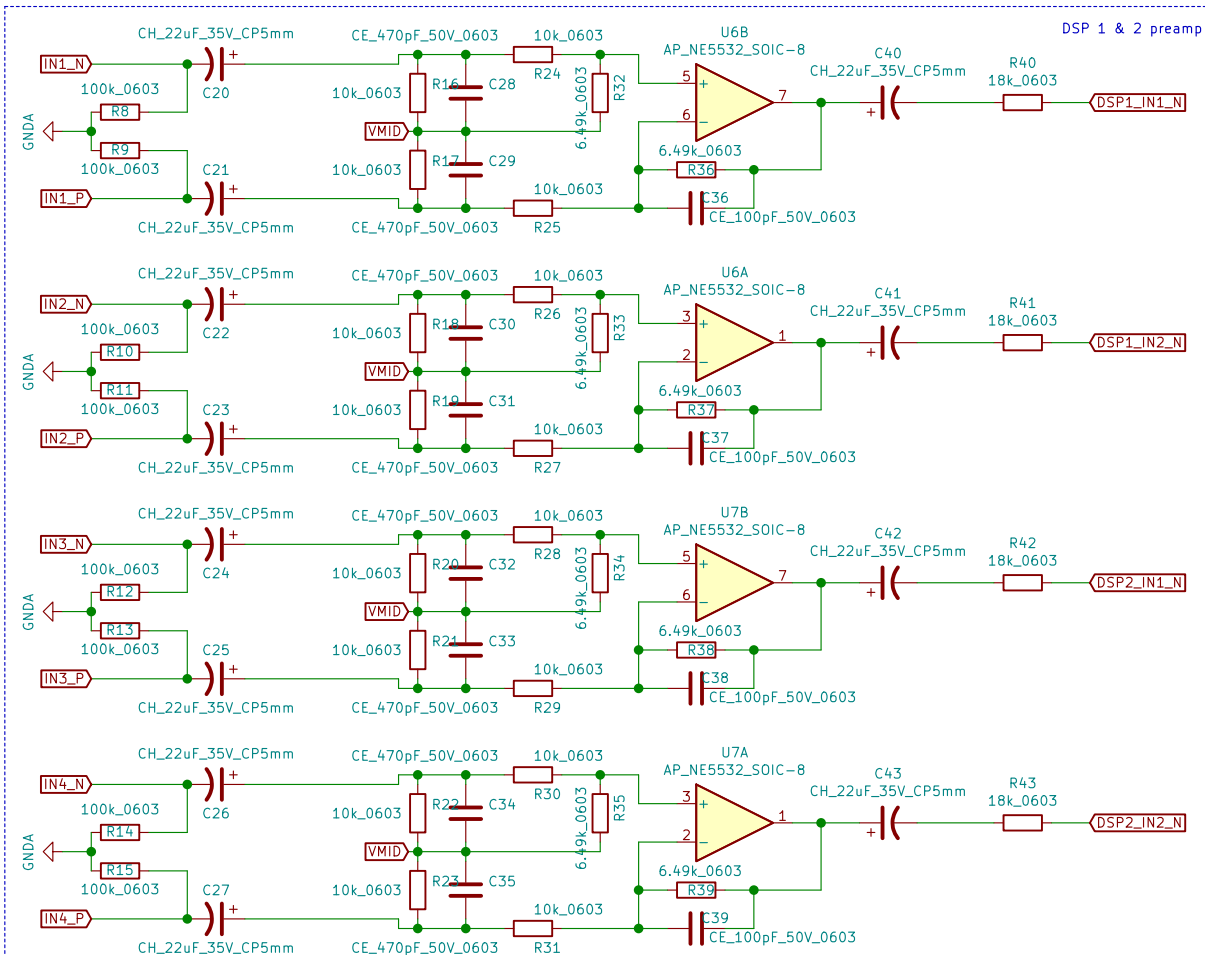 DSP 1 & 2 preamp
CH_22uF_35V_CP5mm
CE_470pF_50V_0603
10k_0603
U6B
AP_NE5532_SOIC-8
C40
CH_22uF_35V_CP5mm
R40
18k_0603
IN1_N
+
C20
100k_0603
R8
10k_0603
R16
C28
R24
6.49k_0603
R32
5
+
7
6
−
+
DSP1_IN1_N
GNDA
VMID
R9
100k_0603
C21
+
10k_0603
R17
C29
6.49k_0603
R36
IN1_P
10k_0603
C36
CE_100pF_50V_0603
CH_22uF_35V_CP5mm
CE_470pF_50V_0603
R25
CH_22uF_35V_CP5mm
CE_470pF_50V_0603
10k_0603
U6A
AP_NE5532_SOIC-8
C41
CH_22uF_35V_CP5mm
R41
18k_0603
IN2_N
+
C22
100k_0603
R10
10k_0603
R18
C30
R26
6.49k_0603
R33
3
+
1
2
−
+
DSP1_IN2_N
GNDA
VMID
R11
100k_0603
C23
+
10k_0603
R19
C31
6.49k_0603
R37
IN2_P
10k_0603
C37
CE_100pF_50V_0603
CH_22uF_35V_CP5mm
CE_470pF_50V_0603
R27
CH_22uF_35V_CP5mm
CE_470pF_50V_0603
10k_0603
U7B
AP_NE5532_SOIC-8
C42
CH_22uF_35V_CP5mm
R42
18k_0603
IN3_N
+
C24
100k_0603
R12
10k_0603
R20
C32
R28
6.49k_0603
R34
5
+
7
6
−
+
DSP2_IN1_N
GNDA
VMID
R13
100k_0603
C25
+
10k_0603
R21
C33
6.49k_0603
R38
IN3_P
10k_0603
C38
CE_100pF_50V_0603
CH_22uF_35V_CP5mm
CE_470pF_50V_0603
R29
CH_22uF_35V_CP5mm
CE_470pF_50V_0603
10k_0603
U7A
AP_NE5532_SOIC-8
C43
CH_22uF_35V_CP5mm
R43
18k_0603
IN4_N
+
C26
100k_0603
R14
10k_0603
R22
C34
R30
6.49k_0603
R35
3
+
1
2
−
+
DSP2_IN2_N
GNDA
VMID
R15
100k_0603
C27
+
10k_0603
R23
C35
6.49k_0603
R39
IN4_P
10k_0603
C39
CE_100pF_50V_0603
CH_22uF_35V_CP5mm
CE_470pF_50V_0603
R31